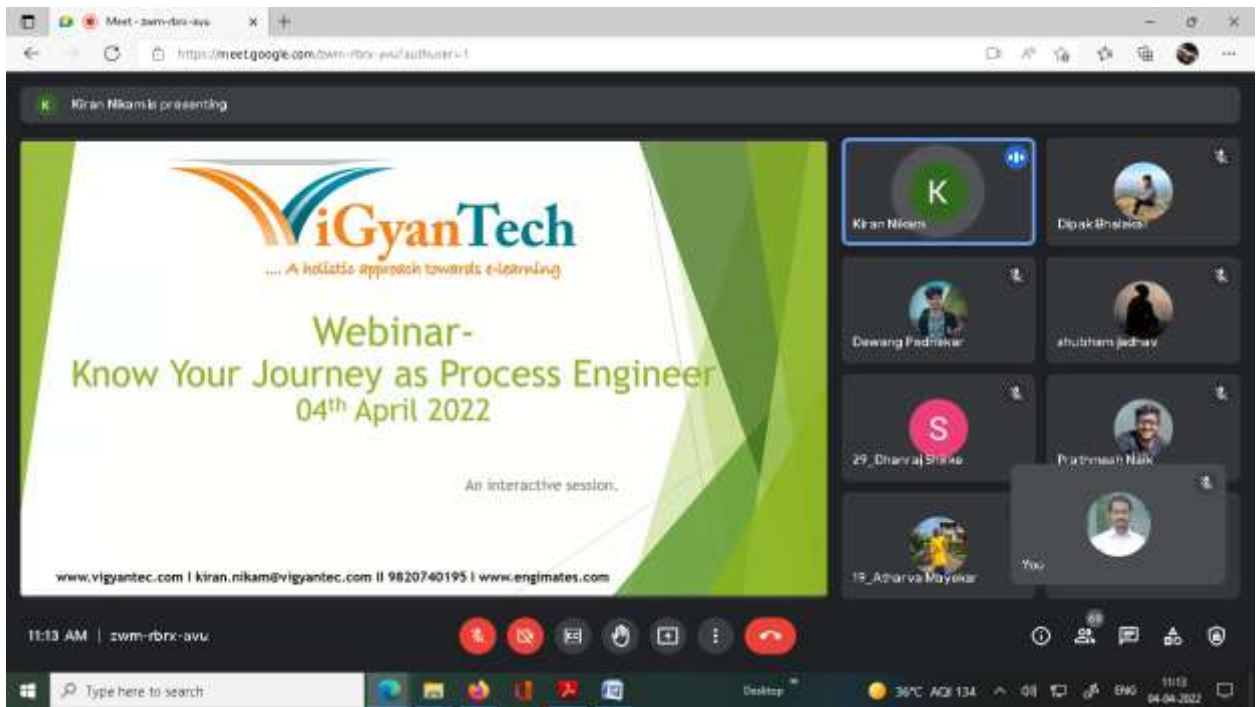 Meet - zwm-rbrx-avu
https://meet.google.com/zwm-rbrx-avu?authuser=1
K Kiran Nikam is presenting
ViGyanTech
.... A holistic approach towards e-learning
Webinar-
Know Your Journey as Process Engineer
04th April 2022
An interactive session.
www.vigyantec.com I kiran.nikam@vigyantec.com II 9820740195 I www.engimates.com
K
Kiran Nikam
Dipak
Dewang Pednekar
shubham jadhav
S
29_Dhanraj
Prathmesh Naik
19_Atharva Mayekar
You
11:13 AM | zwm-rbrx-avu
Type here to search
Desktop
36°C AQI 134
ENG
11:13
04-04-2022